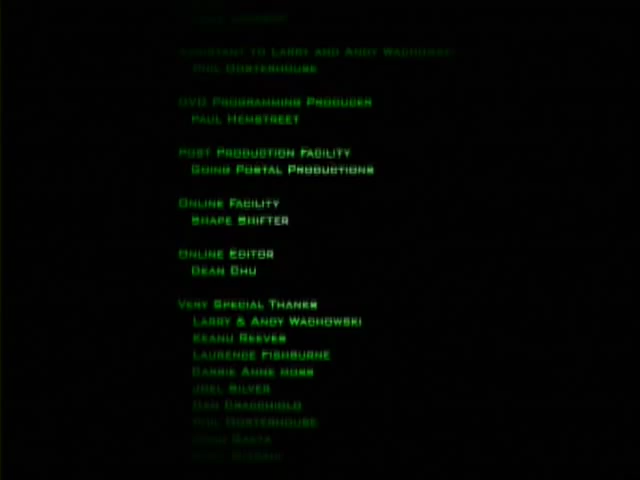 Assistant to Larry and Andy Wachowski
Phil Oosterhouse
DVD Programming Producer
Paul Hemstreet
Post Production Facility
Going Postal Productions
Online Facility
Shape Shifter
Online Editor
Dean Chu
Very Special Thanks
Larry & Andy Wachowski
Keanu Reeves
Laurence Fishburne
Carrie Anne Moss
Joel Silver
Dan Cracchiolo
Phil Oosterhouse
John Gaeta